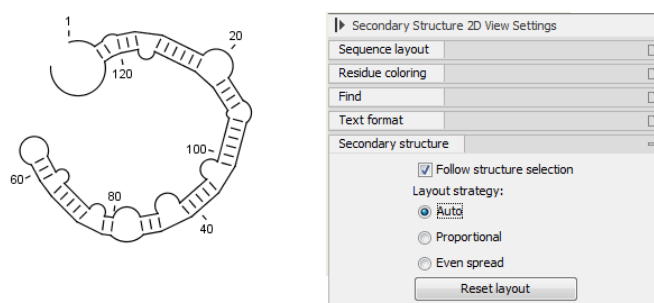 1
20
120
100
60
80
40
Secondary Structure 2D View Settings
Sequence layout
Residue coloring
Find
Text format
Secondary structure
Follow structure selection
Layout strategy:
Auto
Proportional
Even spread
Reset layout